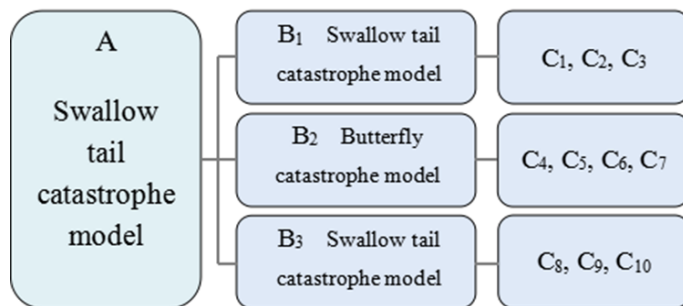 A
Swallow
tail
catastrophe
model
B₁ Swallow tail
catastrophe model
C₁, C₂, C₃
B₂ Butterfly
catastrophe model
C₄, C₅, C₆, C₇
B₃ Swallow tail
catastrophe model
C₈, C₉, C₁₀